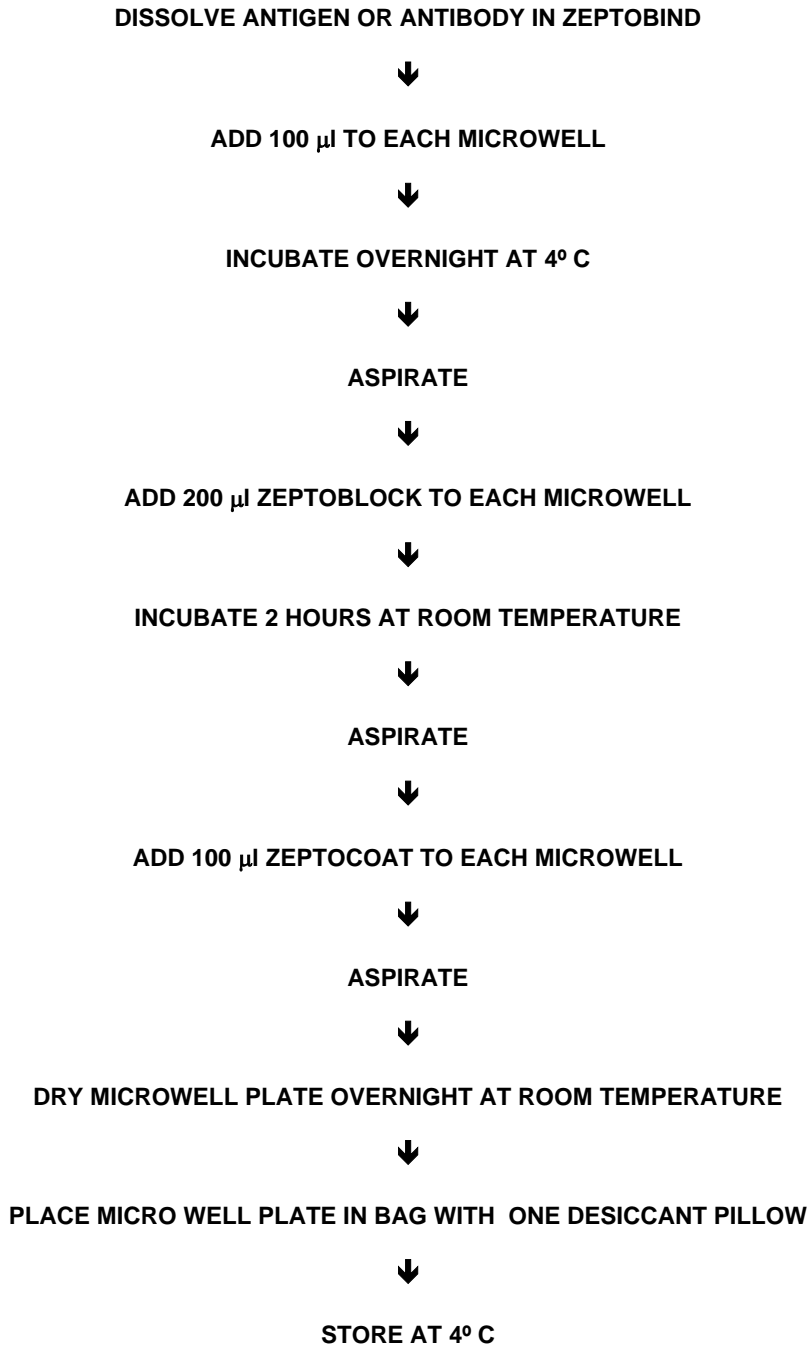 DISSOLVE ANTIGEN OR ANTIBODY IN ZEPTOBIND
ADD 100 µl TO EACH MICROWELL
INCUBATE OVERNIGHT AT 4º C
ASPIRATE
ADD 200 µl ZEPTOBLOCK TO EACH MICROWELL
INCUBATE 2 HOURS AT ROOM TEMPERATURE
ASPIRATE
ADD 100 µl ZEPTOCOAT TO EACH MICROWELL
ASPIRATE
DRY MICROWELL PLATE OVERNIGHT AT ROOM TEMPERATURE
PLACE MICRO WELL PLATE IN BAG WITH  ONE DESICCANT PILLOW
STORE AT 4º C